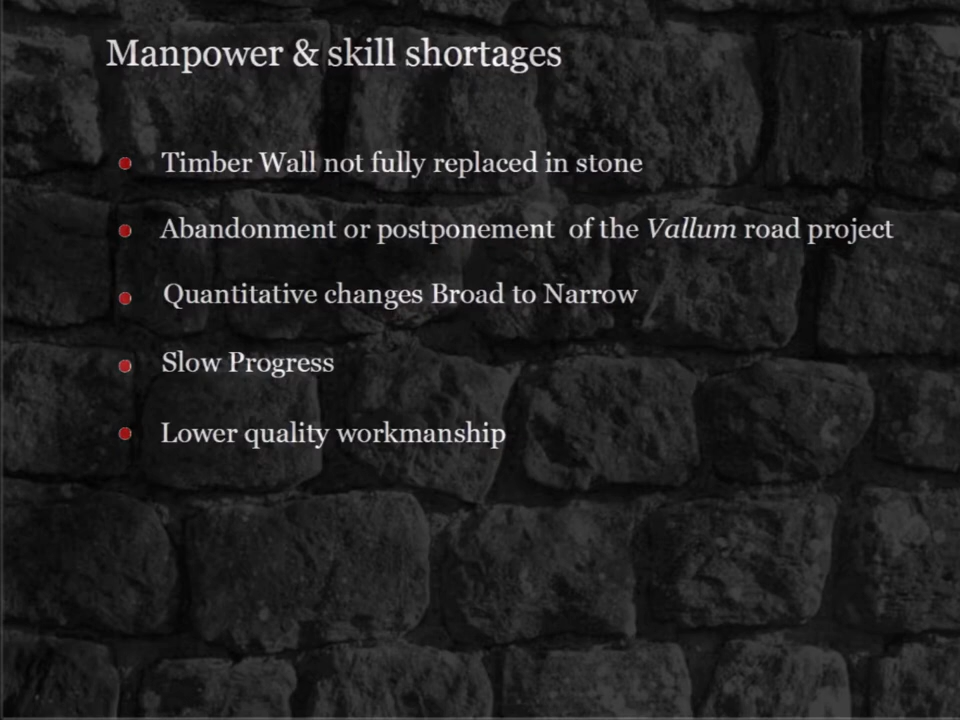 Manpower & skill shortages
Timber Wall not fully replaced in stone
Abandonment or postponement  of the Vallum road project
Quantitative changes Broad to Narrow
Slow Progress
Lower quality workmanship